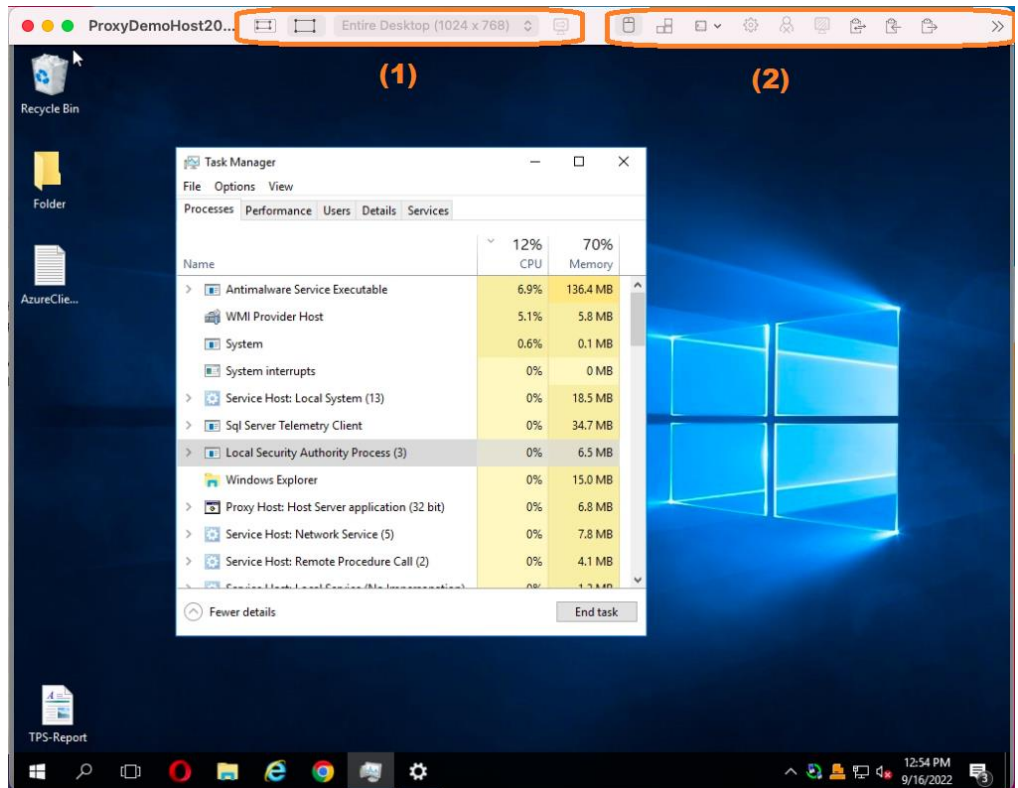 ProxyDemoHost20...
Entire Desktop (1024 x 768)
(1)
(2)
Recycle Bin
Folder
AzureClie...
TPS-Report
Task Manager
File Options View
Processes Performance Users Details Services
12% 70%
Name CPU Memory
Antimalware Service Executable 6.9% 136.4 MB
WMI Provider Host 5.1% 5.8 MB
System 0.6% 0.1 MB
System interrupts 0% 0 MB
Service Host: Local System (13) 0% 18.5 MB
Sql Server Telemetry Client 0% 34.7 MB
Local Security Authority Process (3) 0% 6.5 MB
Windows Explorer 0% 15.0 MB
Proxy Host: Host Server application (32 bit) 0% 6.8 MB
Service Host: Network Service (5) 0% 7.8 MB
Service Host: Remote Procedure Call (2) 0% 4.1 MB
Fewer details End task
12:54 PM
9/16/2022
3